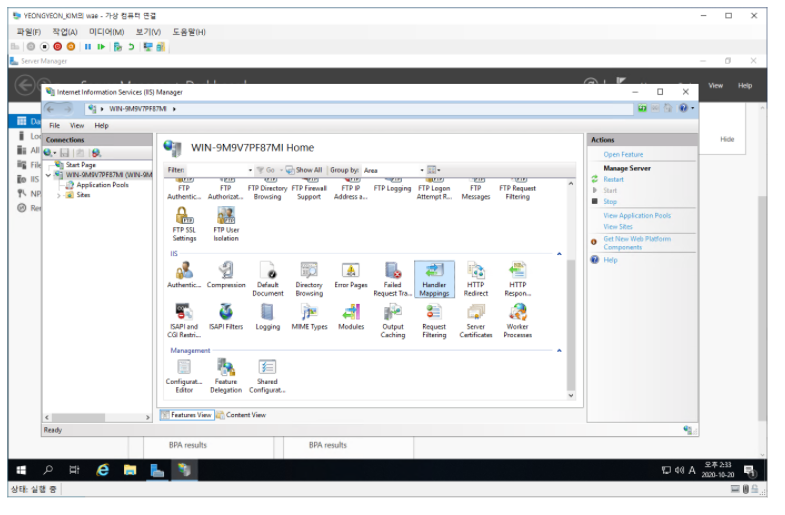 YEONGYEON_KIM의 wae - 가상 컴퓨터 연결
파일(F) 작업(A) 미디어(M) 보기(V) 도움말(H)
Server Manager
View Help
Internet Information Services (IIS) Manager
WIN-9M9V7PF87MI
File View Help
Connections
Start Page
WIN-9M9V7PF87MI (WIN-9M
Application Pools
Sites
Da
Loc
All
File
IIS
NP
Re
WIN-9M9V7PF87MI Home
Filter: Go Show All Group by: Area
FTP Authentic... FTP Authorizat... FTP Directory Browsing FTP Firewall Support FTP IP Address a... FTP Logging FTP Logon Attempt R... FTP Messages FTP Request Filtering
FTP SSL Settings FTP User Isolation
IIS
Authentic... Compression Default Document Directory Browsing Error Pages Failed Request Tra... Handler Mappings HTTP Redirect HTTP Respon...
ISAPI and CGI Restri... ISAPI Filters Logging MIME Types Modules Output Caching Request Filtering Server Certificates Worker Processes
Management
Configurat... Editor Feature Delegation Shared Configurat...
Features View Content View
Ready
Actions
Open Feature
Manage Server
Restart
Start
Stop
View Application Pools
View Sites
Get New Web Platform Components
Help
Hide
BPA results BPA results
A 오후 2:33
2020-10-20
상태: 실행 중